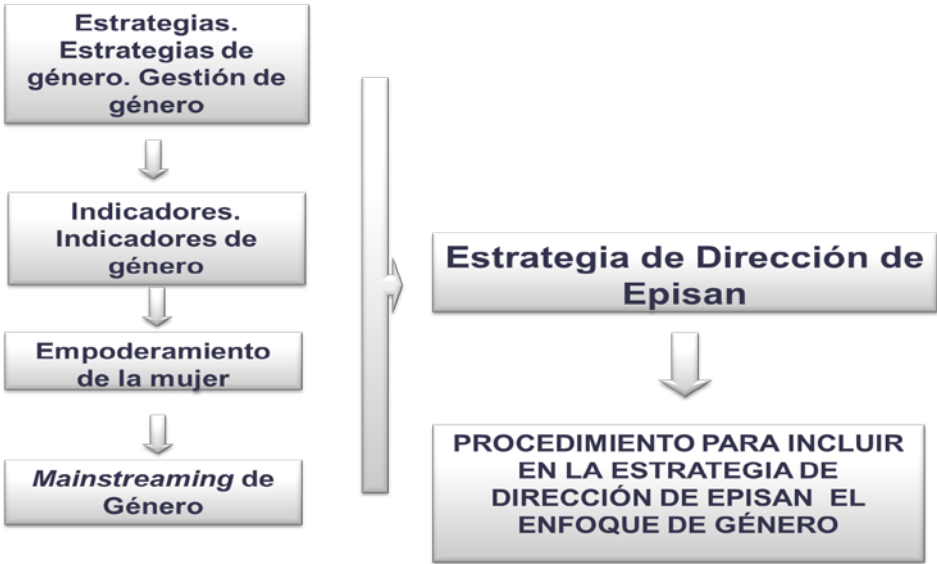 Estrategias.
Estrategias de
género. Gestión de
género
Indicadores.
Indicadores de
género
Empoderamiento
de la mujer
Mainstreaming de
Género
Estrategia de Dirección de
Episan
PROCEDIMIENTO PARA INCLUIR
EN LA ESTRATEGIA DE
DIRECCIÓN DE EPISAN EL
ENFOQUE DE GÉNERO